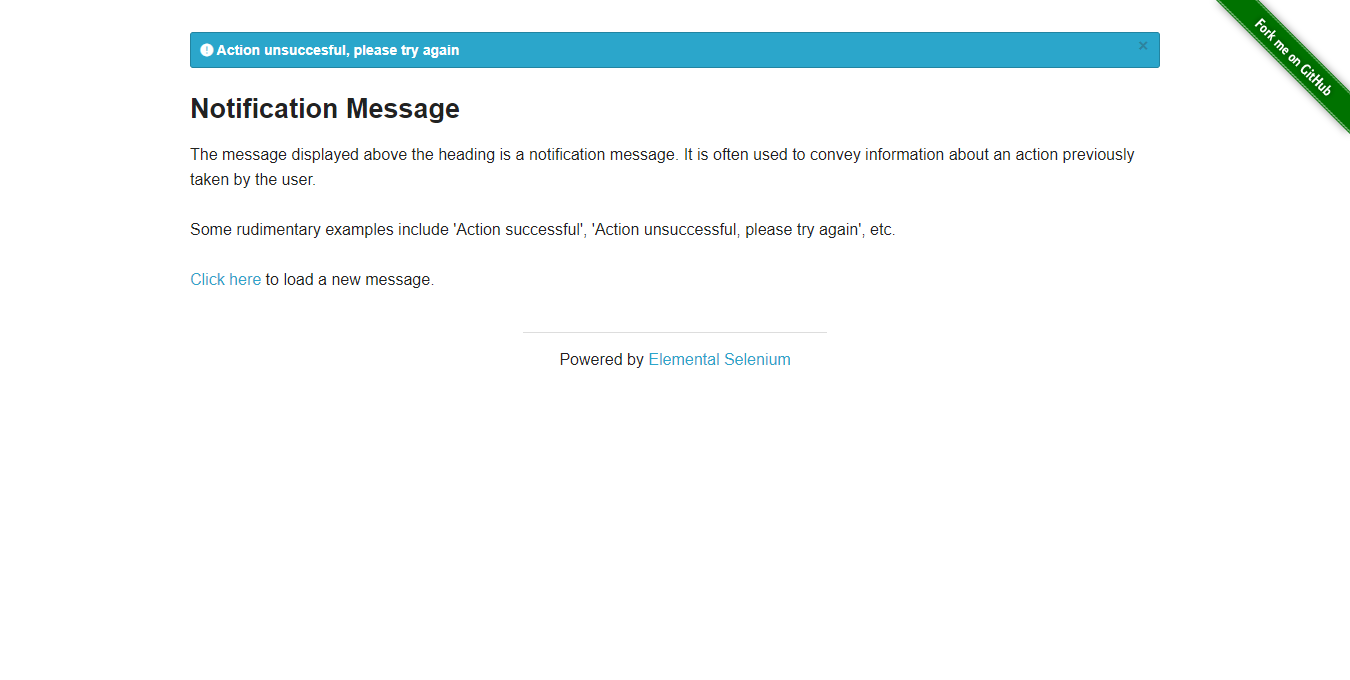 Action unsuccesful, please try again
×
Fork me on GitHub
Notification Message
The message displayed above the heading is a notification message. It is often used to convey information about an action previously
taken by the user.
Some rudimentary examples include 'Action successful', 'Action unsuccessful, please try again', etc.
Click here to load a new message.
Powered by Elemental Selenium